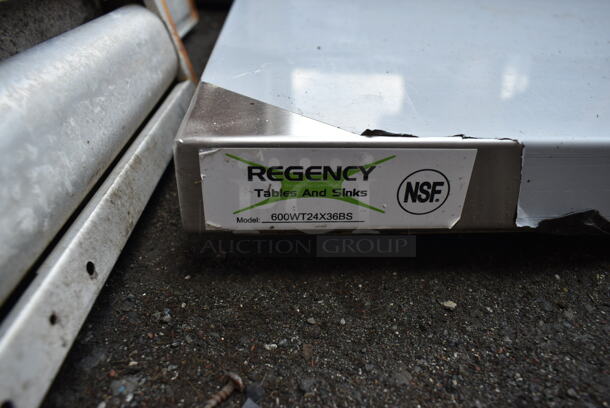 REGENCY
Tables And Sinks
Model: 600WT24X36BS
NSF.
AUCTION GROUP